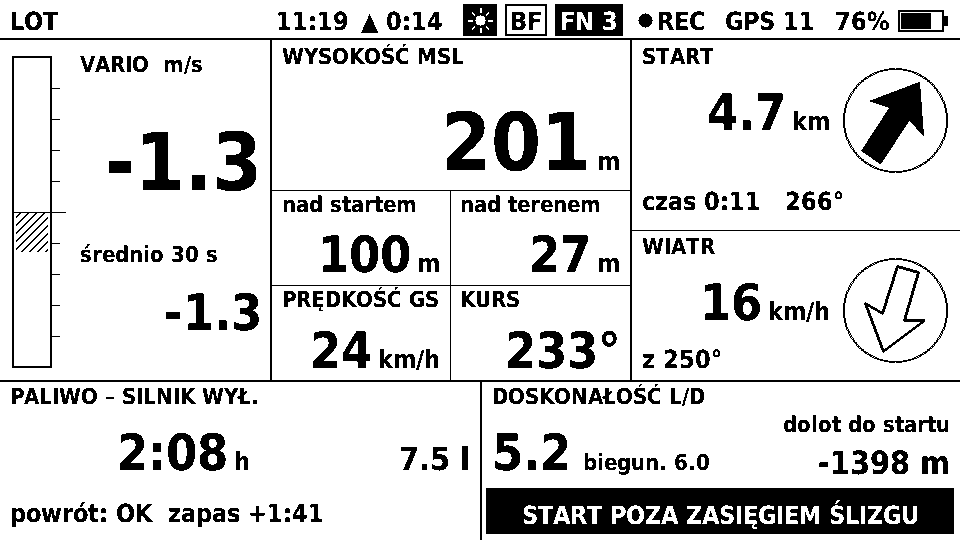 LOT 11:19 ▲ 0:14 BF FN 3 ●REC GPS 11 76%
VARIO m/s
-1.3
średnio 30 s
-1.3
WYSOKOŚĆ MSL
201 m
nad startem
100 m
nad terenem
27 m
PRĘDKOŚĆ GS
24 km/h
KURS
233°
START
4.7 km
czas 0:11 266°
WIATR
16 km/h
z 250°
PALIWO – SILNIK WYŁ.
2:08 h 7.5 l
powrót: OK zapas +1:41
DOSKONAŁOŚĆ L/D
5.2 biegun. 6.0
dolot do startu
-1398 m
START POZA ZASIĘGIEM ŚLIZGU